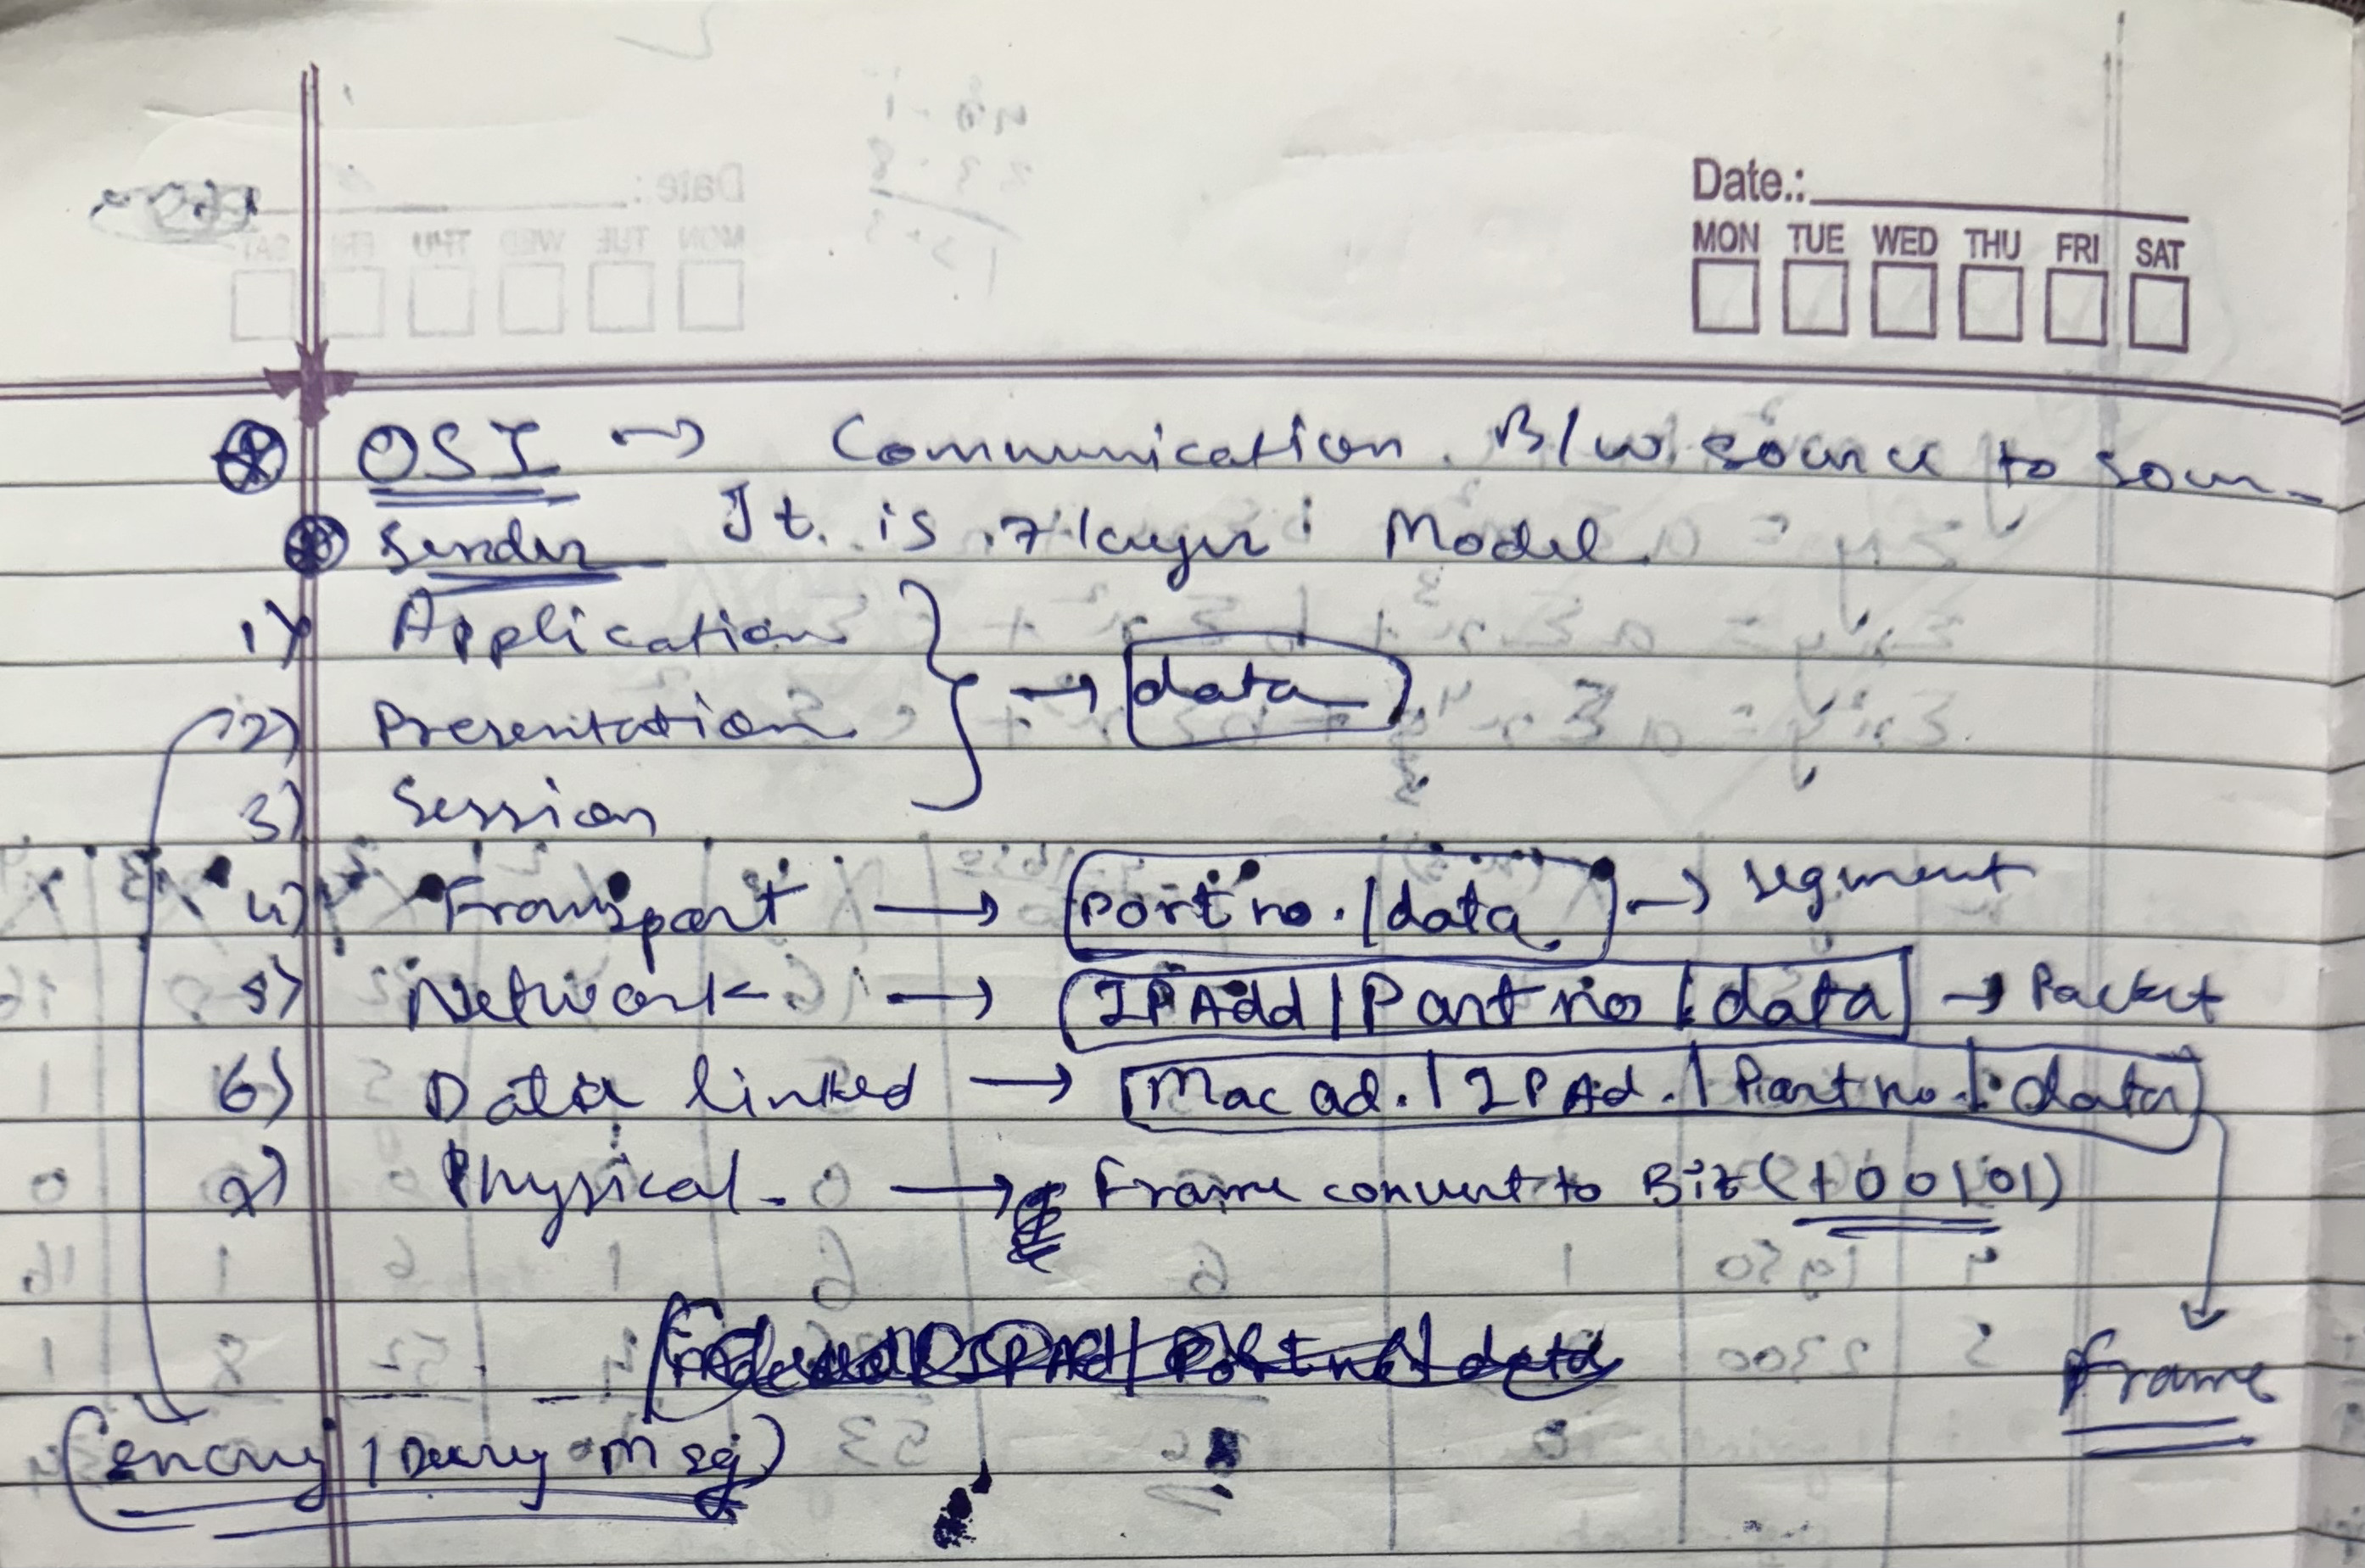 Date.:
MON TUE WED THU FRI SAT
OSI → Communication. B/w source to sour-
Sender It. is 7 layer Model.
1) Application
→ data
2) Presentation
3) Session
4) Transport → Port no. | data → segment
5) Network → IP Add | Port no | data → Packet
6) Data linked → Mac ad. | IP Ad. | Port no. | data
7) Physical. → Frame convert to Bit (100101)
Frame
(encry / Decry Msg)